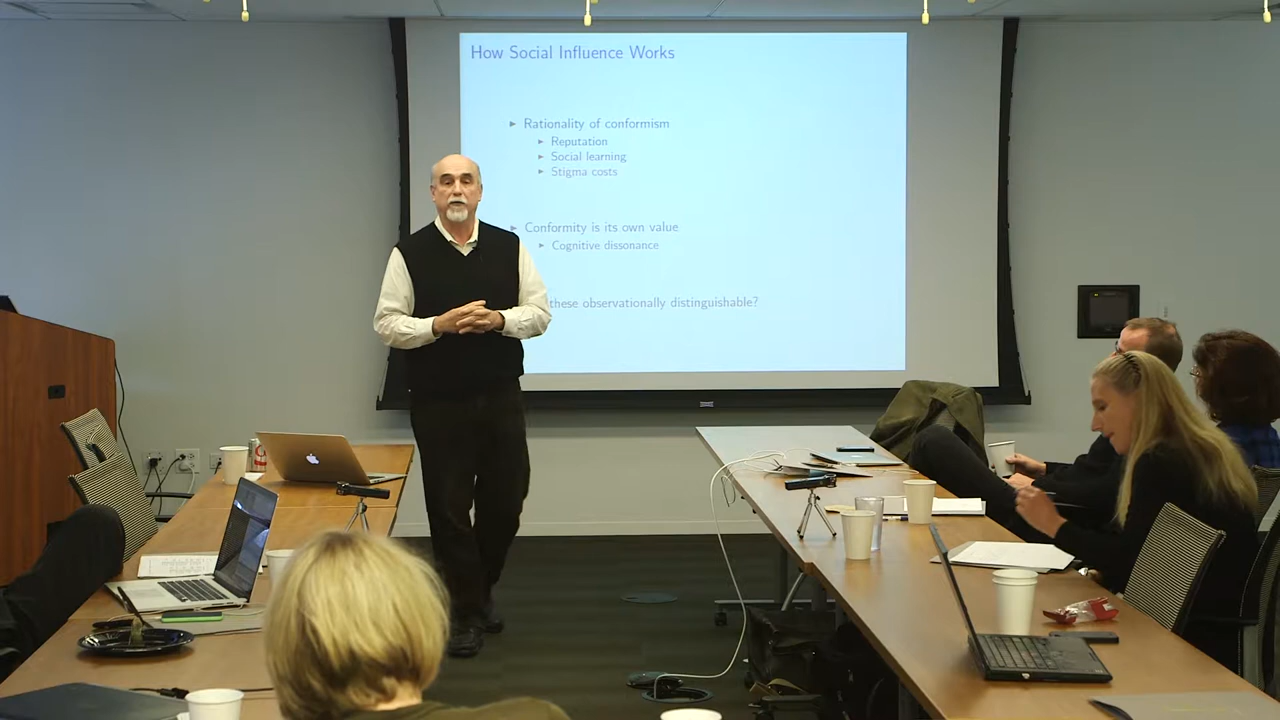 How Social Influence Works
▶ Rationality of conformism
▶ Reputation
▶ Social learning
▶ Stigma costs
▶ Conformity is its own value
▶ Cognitive dissonance
these observationally distinguishable?